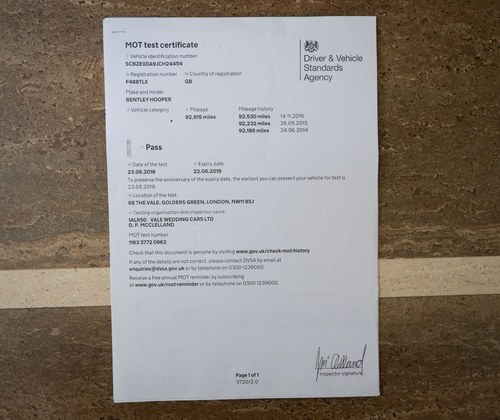 MOT test certificate
Vehicle identification number
SCBZE00A9JCH24454
Registration number Country of registration
F468TLX GB
Make and model
BENTLEY HOOPER
Vehicle category Mileage Mileage history
92,915 miles 92,530 miles 14.11.2016
92,232 miles 26.05.2015
92,186 miles 24.06.2014
Driver & Vehicle
Standards
Agency
Pass
Date of the test Expiry date
23.06.2018 22.06.2019
To preserve the anniversary of the expiry date, the earliest you can present your vehicle for test is
23.05.2019.
Location of the test
66 THE VALE, GOLDERS GREEN, LONDON, NW11 8SJ
Testing organisation and inspector name
VALE WEDDING CARS LTD
D. P. MCCLELLAND
MOT test number
1163 3772 0963
Check that this document is genuine by visiting www.gov.uk/check-mot-history
If any of the details are not correct, please contact DVSA by email at
enquiries@dvsa.gov.uk or by telephone on 0300 1239000.
Receive a free annual MOT reminder by subscribing
at www.gov.uk/mot-reminder or by telephone on 0300 1239000.
Inspector signature
Page 1 of 1
VT20/2.0